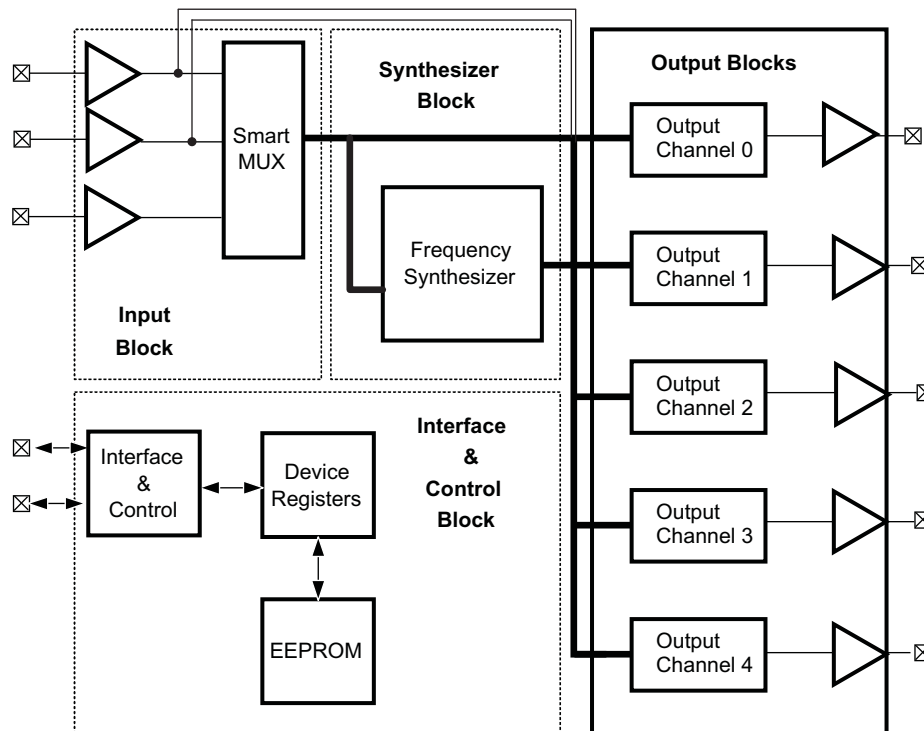 Smart
MUX
Input
Block
Synthesizer
Block
Frequency
Synthesizer
Output Blocks
Output
Channel 0
Output
Channel 1
Output
Channel 2
Output
Channel 3
Output
Channel 4
Interface
&
Control
Device
Registers
EEPROM
Interface
&
Control
Block